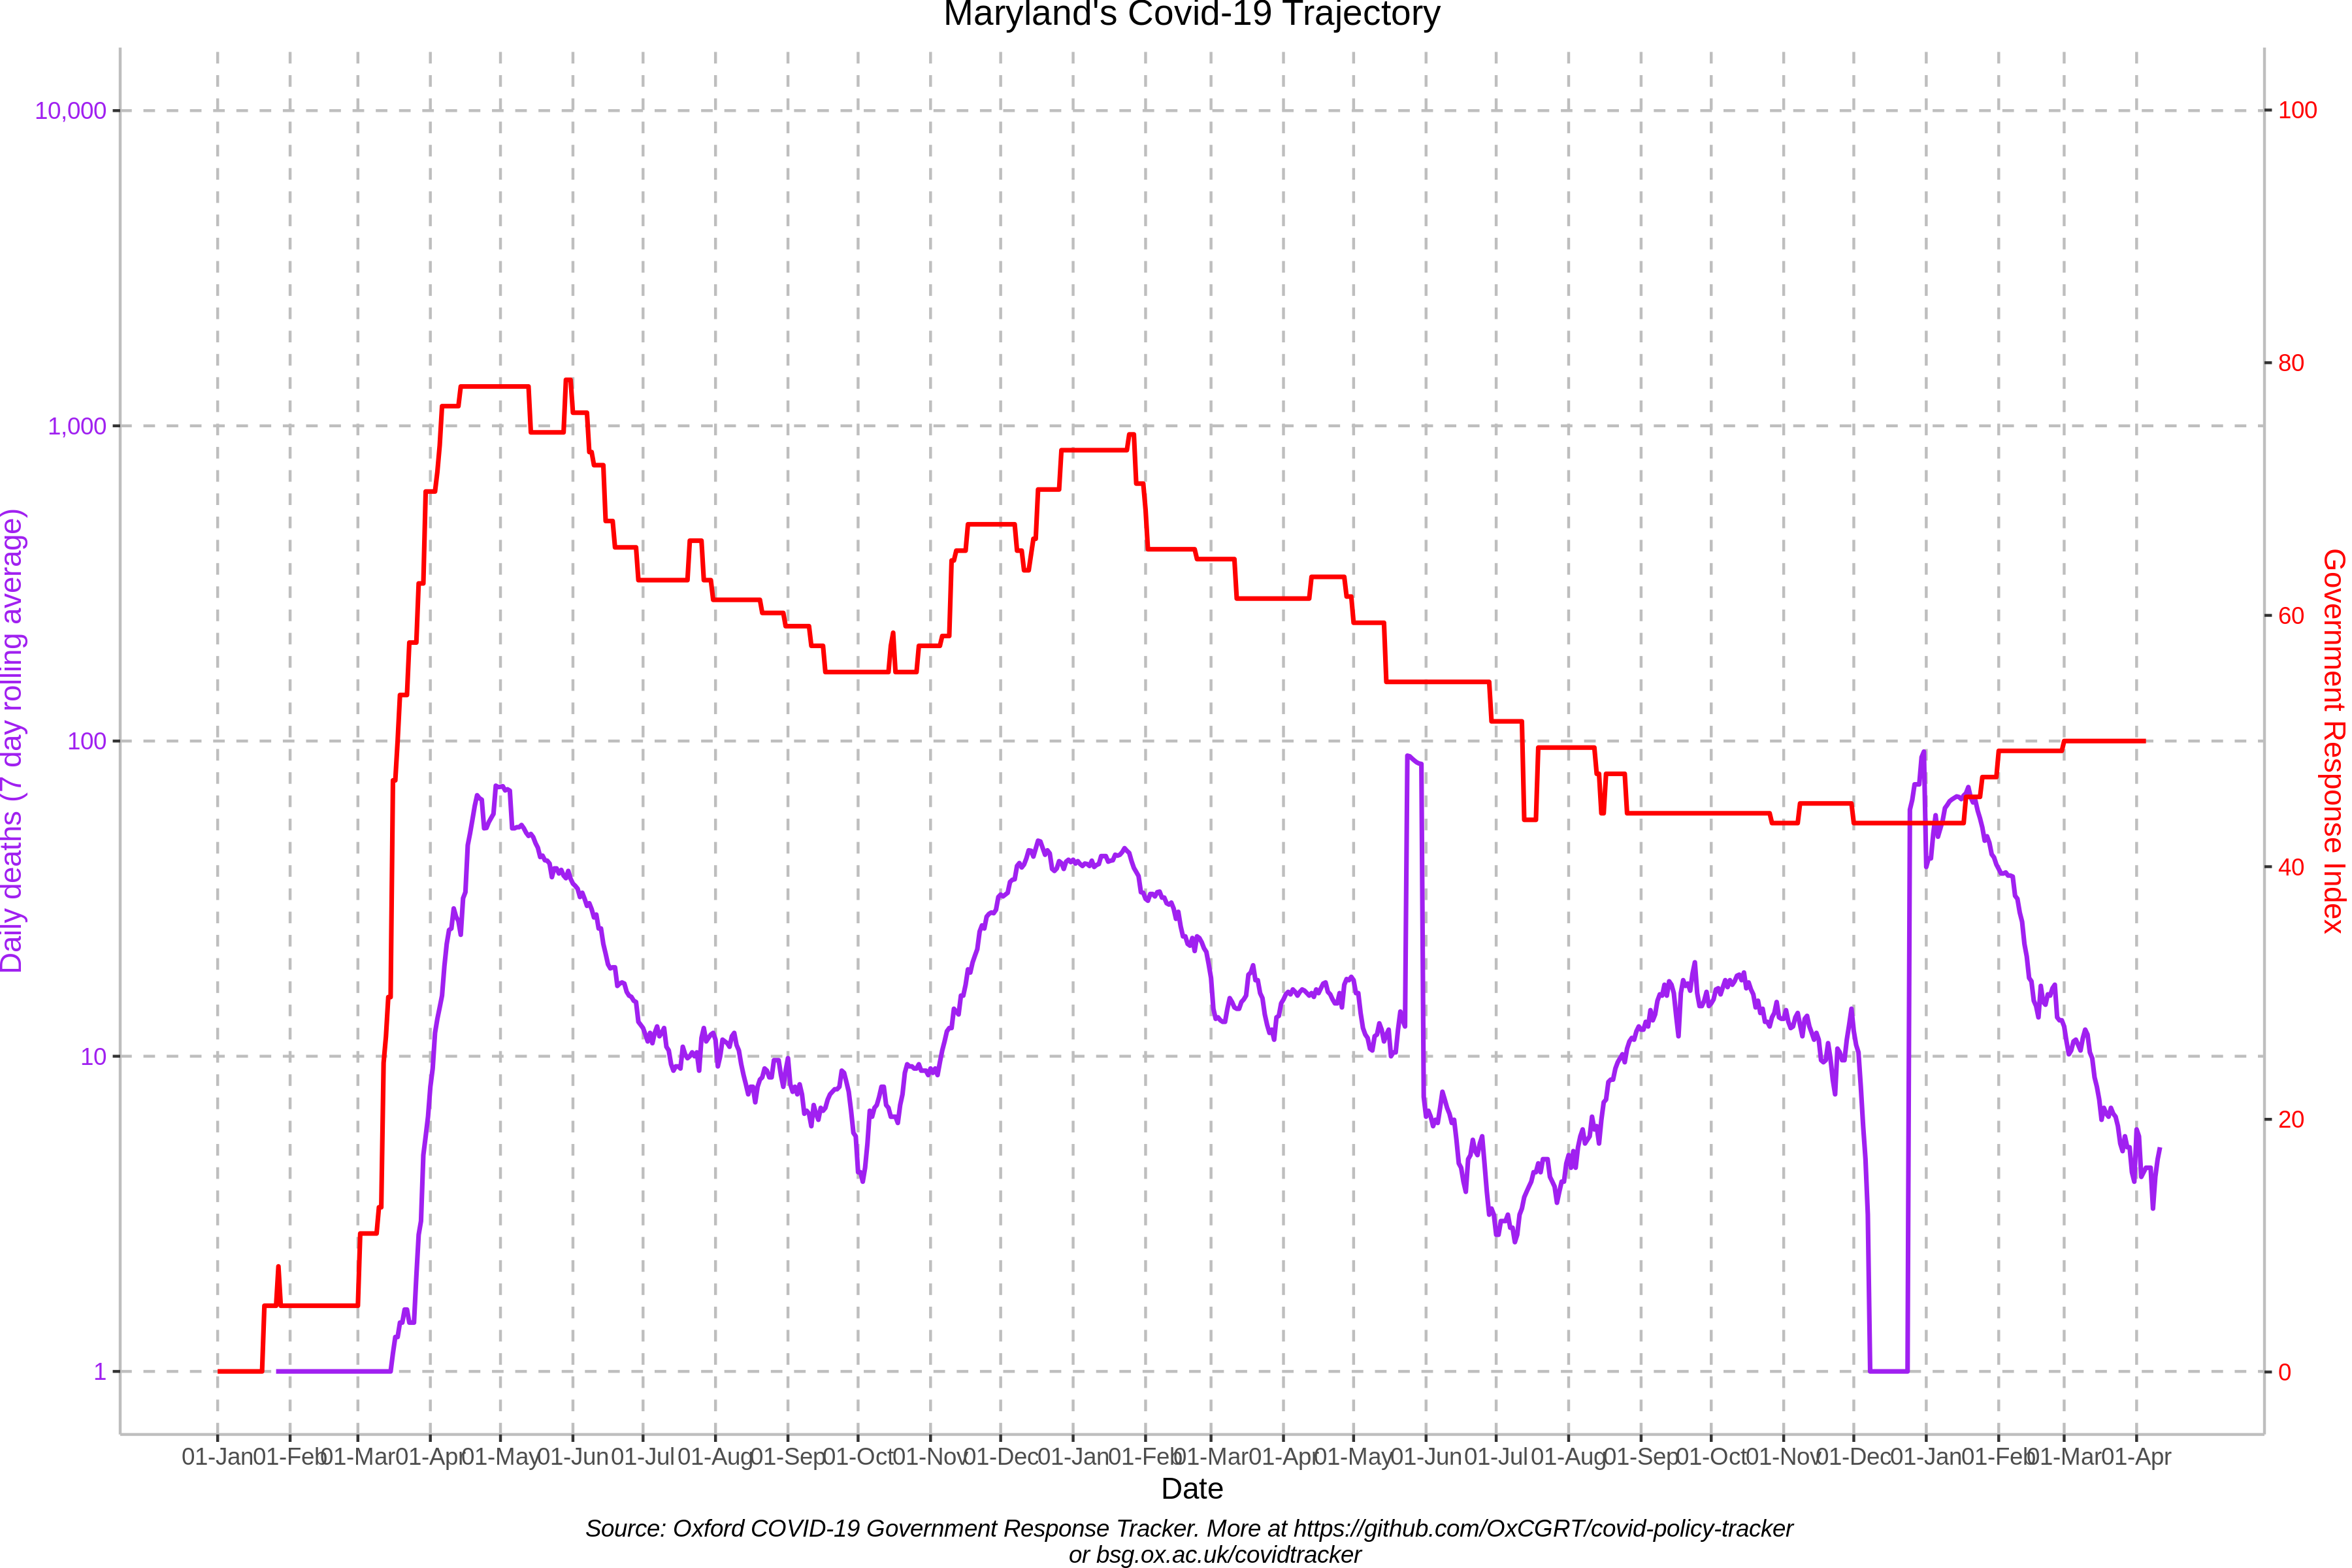 Maryland's Covid-19 Trajectory
10,000
1,000
100
10
1
Daily deaths (7 day rolling average)
100
80
60
40
20
0
Government Response Index
01-Jan 01-Feb 01-Mar 01-Apr 01-May 01-Jun 01-Jul 01-Aug 01-Sep 01-Oct 01-Nov 01-Dec 01-Jan 01-Feb 01-Mar 01-Apr 01-May 01-Jun 01-Jul 01-Aug 01-Sep 01-Oct 01-Nov 01-Dec 01-Jan 01-Feb 01-Mar 01-Apr
Date
Source: Oxford COVID-19 Government Response Tracker. More at https://github.com/OxCGRT/covid-policy-tracker
or bsg.ox.ac.uk/covidtracker